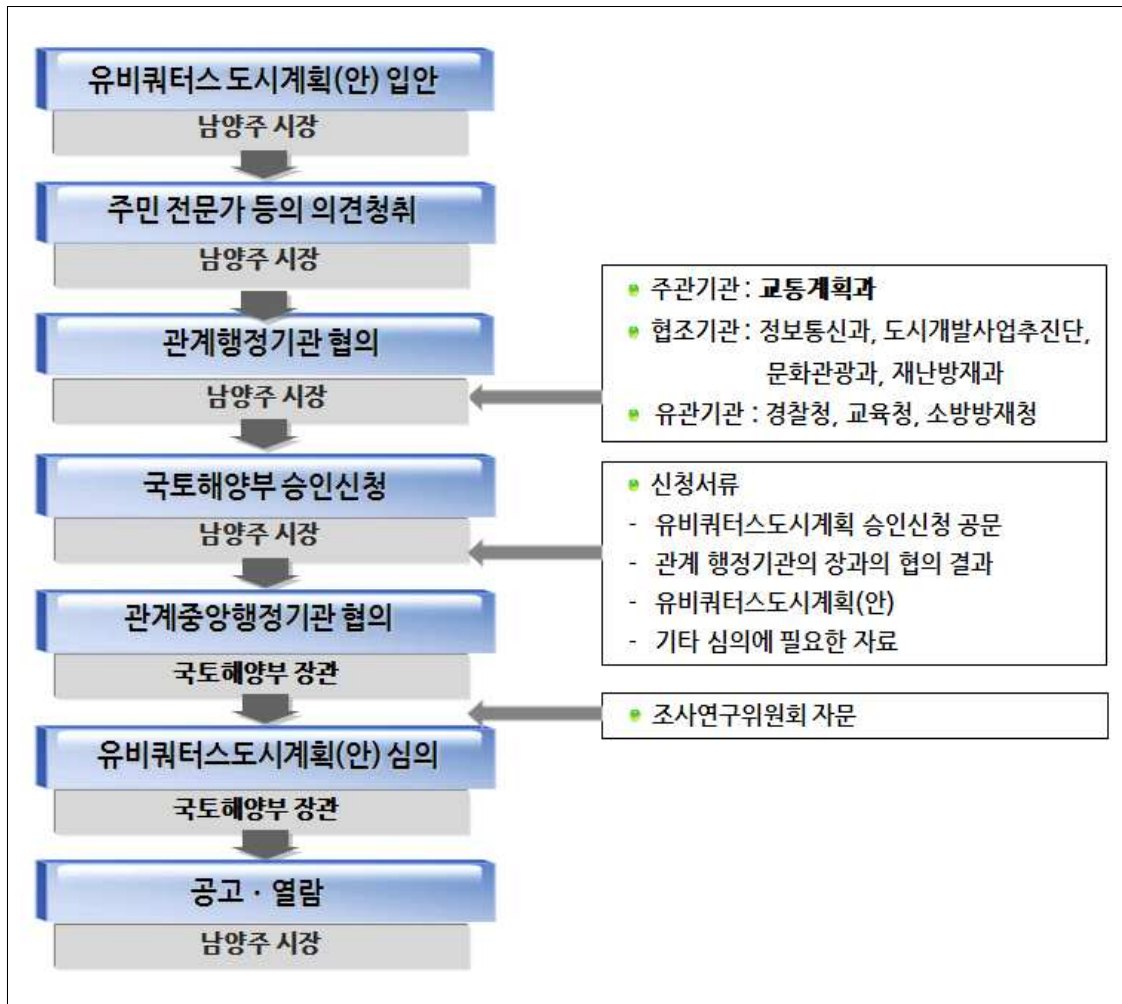 유비쿼터스 도시계획(안) 입안
남양주 시장
주민 전문가 등의 의견청취
남양주 시장
관계행정기관 협의
남양주 시장
주관기관 : 교통계획과
협조기관 : 정보통신과, 도시개발사업추진단,
문화관광과, 재난방재과
유관기관 : 경찰청, 교육청, 소방방재청
국토해양부 승인신청
남양주 시장
신청서류
- 유비쿼터스도시계획 승인신청 공문
- 관계 행정기관의 장과의 협의 결과
- 유비쿼터스도시계획(안)
- 기타 심의에 필요한 자료
관계중앙행정기관 협의
국토해양부 장관
조사연구위원회 자문
유비쿼터스도시계획(안) 심의
국토해양부 장관
공고 · 열람
남양주 시장